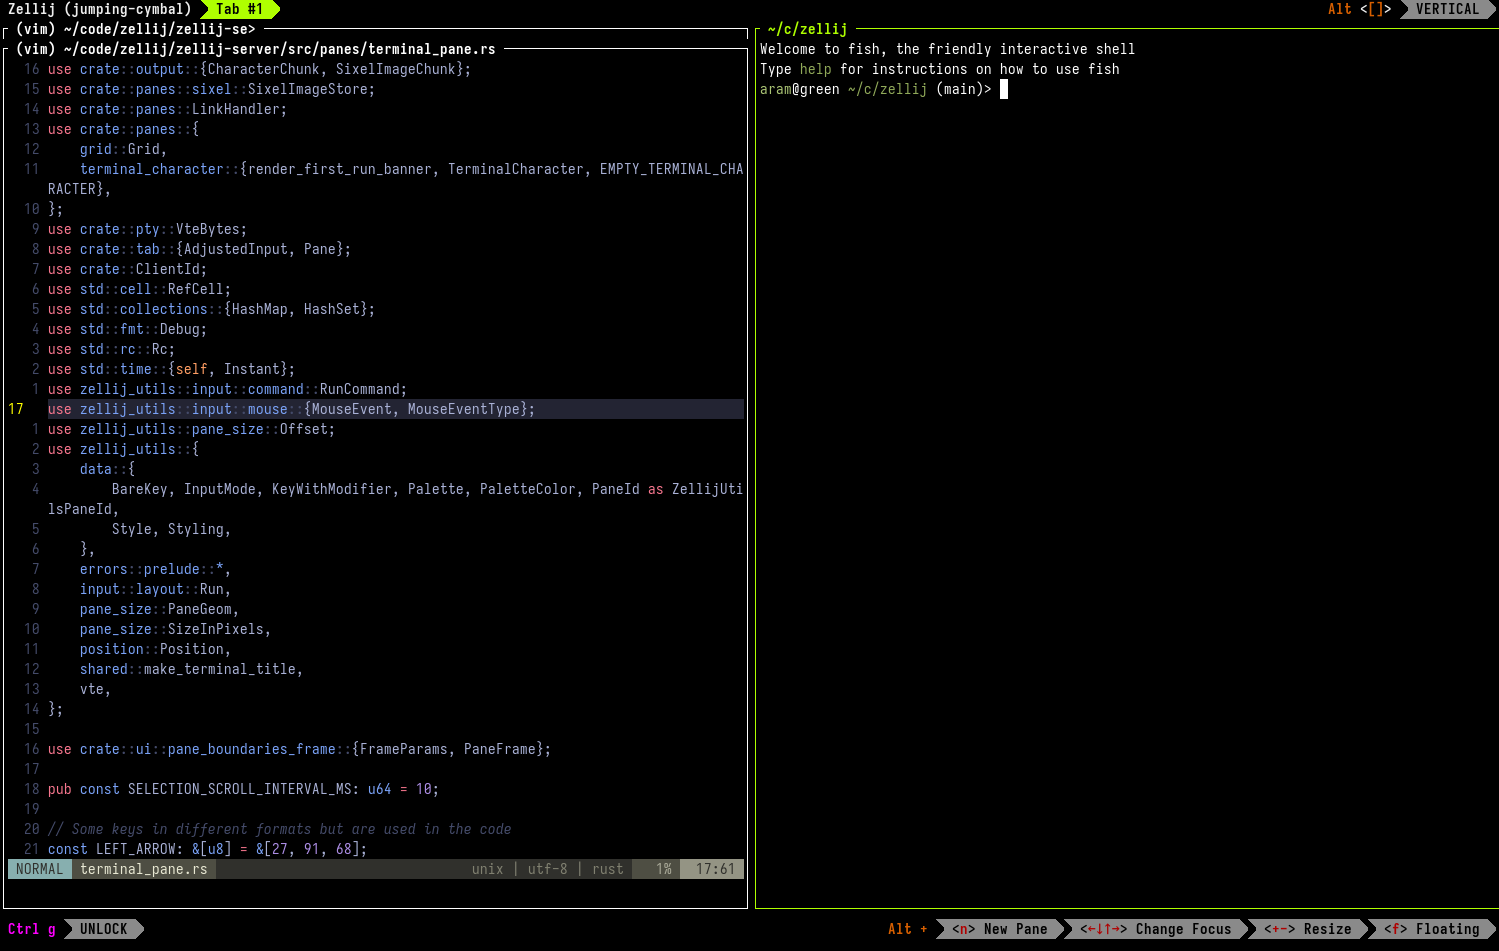 Zellij (jumping-cymbal) Tab #1 Alt <[]> VERTICAL
(vim) ~/code/zellij/zellij-se>
(vim) ~/code/zellij/zellij-server/src/panes/terminal_pane.rs
16 use crate::output::{CharacterChunk, SixelImageChunk};
15 use crate::panes::sixel::SixelImageStore;
14 use crate::panes::LinkHandler;
13 use crate::panes::{
12     grid::Grid,
11     terminal_character::{render_first_run_banner, TerminalCharacter, EMPTY_TERMINAL_CHA
RACTER},
10 };
9 use crate::pty::VteBytes;
8 use crate::tab::{AdjustedInput, Pane};
7 use crate::ClientId;
6 use std::cell::RefCell;
5 use std::collections::{HashMap, HashSet};
4 use std::fmt::Debug;
3 use std::rc::Rc;
2 use std::time::{self, Instant};
1 use zellij_utils::input::command::RunCommand;
17 use zellij_utils::input::mouse::{MouseEvent, MouseEventType};
1 use zellij_utils::pane_size::Offset;
2 use zellij_utils::{
3     data::{
4         BareKey, InputMode, KeyWithModifier, Palette, PaletteColor, PaneId as ZellijUti
lsPaneId,
5         Style, Styling,
6     },
7     errors::prelude::*,
8     input::layout::Run,
9     pane_size::PaneGeom,
10     pane_size::SizeInPixels,
11     position::Position,
12     shared::make_terminal_title,
13     vte,
14 };
15
16 use crate::ui::pane_boundaries_frame::{FrameParams, PaneFrame};
17
18 pub const SELECTION_SCROLL_INTERVAL_MS: u64 = 10;
19
20 // Some keys in different formats but are used in the code
21 const LEFT_ARROW: &[u8] = &[27, 91, 68];
NORMAL terminal_pane.rs unix | utf-8 | rust 1% 17:61
~/c/zellij
Welcome to fish, the friendly interactive shell
Type help for instructions on how to use fish
aram@green ~/c/zellij (main)>
Ctrl g UNLOCK Alt + <n> New Pane <←↓↑→> Change Focus <+-> Resize <f> Floating